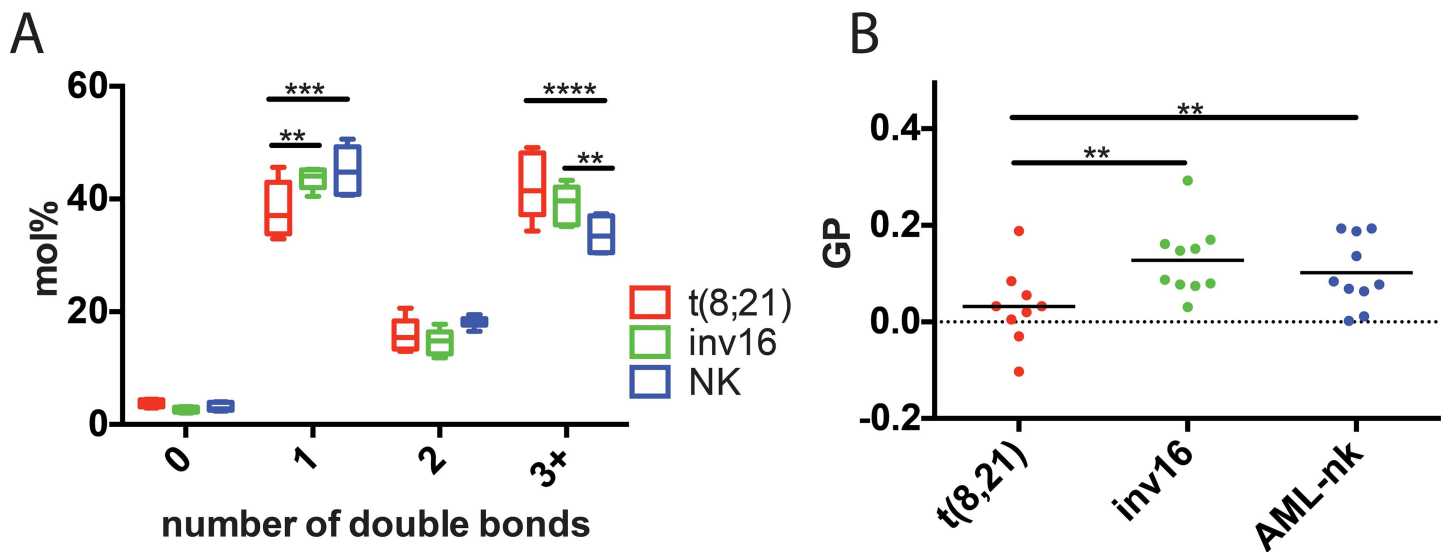 A
60
40
20
0
mol%
***
**
****
**
0
1
2
3+
number of double bonds
t(8;21)
inv16
NK
B
0.4
0.2
0.0
-0.2
GP
**
**
t(8,21)
inv16
AML-nk